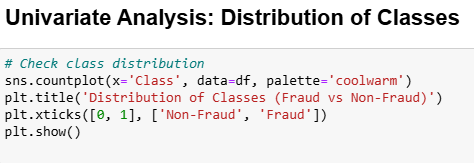 Univariate Analysis: Distribution of Classes
# Check class distribution
sns.countplot(x='Class', data=df, palette='coolwarm')
plt.title('Distribution of Classes (Fraud vs Non-Fraud)')
plt.xticks([0, 1], ['Non-Fraud', 'Fraud'])
plt.show()